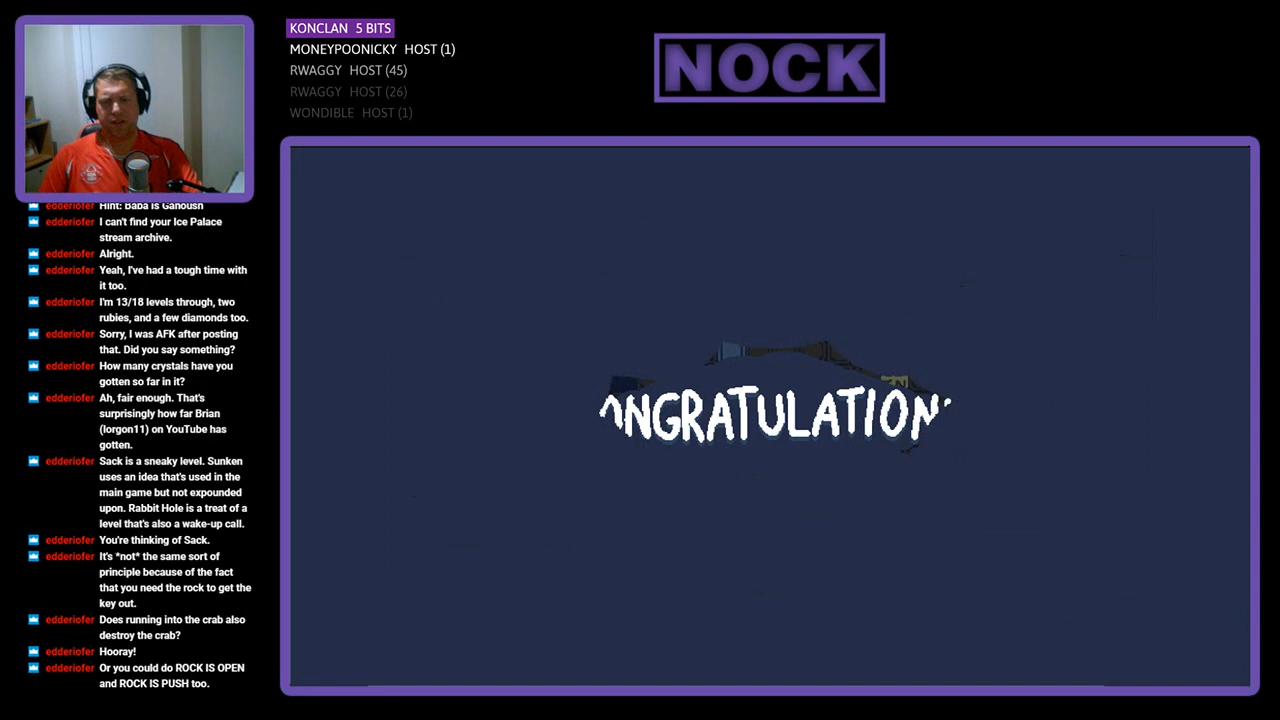 KONCLAN 5 BITS
MONEYPOONICKY HOST (1)
RWAGGY HOST (45)
RWAGGY HOST (26)
WONDIBLE HOST (1)
NOCK
edderiofer Hint: Baba Is Ganoush
edderiofer I can't find your Ice Palace
stream archive.
edderiofer Alright.
edderiofer Yeah, I've had a tough time with
it too.
edderiofer I'm 13/18 levels through, two
rubies, and a few diamonds too.
edderiofer Sorry, I was AFK after posting
that. Did you say something?
edderiofer How many crystals have you
gotten so far in it?
edderiofer Ah, fair enough. That's
surprisingly how far Brian
(lorgon11) on YouTube has
gotten.
edderiofer Sack is a sneaky level. Sunken
uses an idea that's used in the
main game but not expounded
upon. Rabbit Hole is a treat of a
level that's also a wake-up call.
edderiofer You're thinking of Sack.
edderiofer It's *not* the same sort of
principle because of the fact
that you need the rock to get the
key out.
edderiofer Does running into the crab also
destroy the crab?
edderiofer Hooray!
edderiofer Or you could do ROCK IS OPEN
and ROCK IS PUSH too.
ONGRATULATION